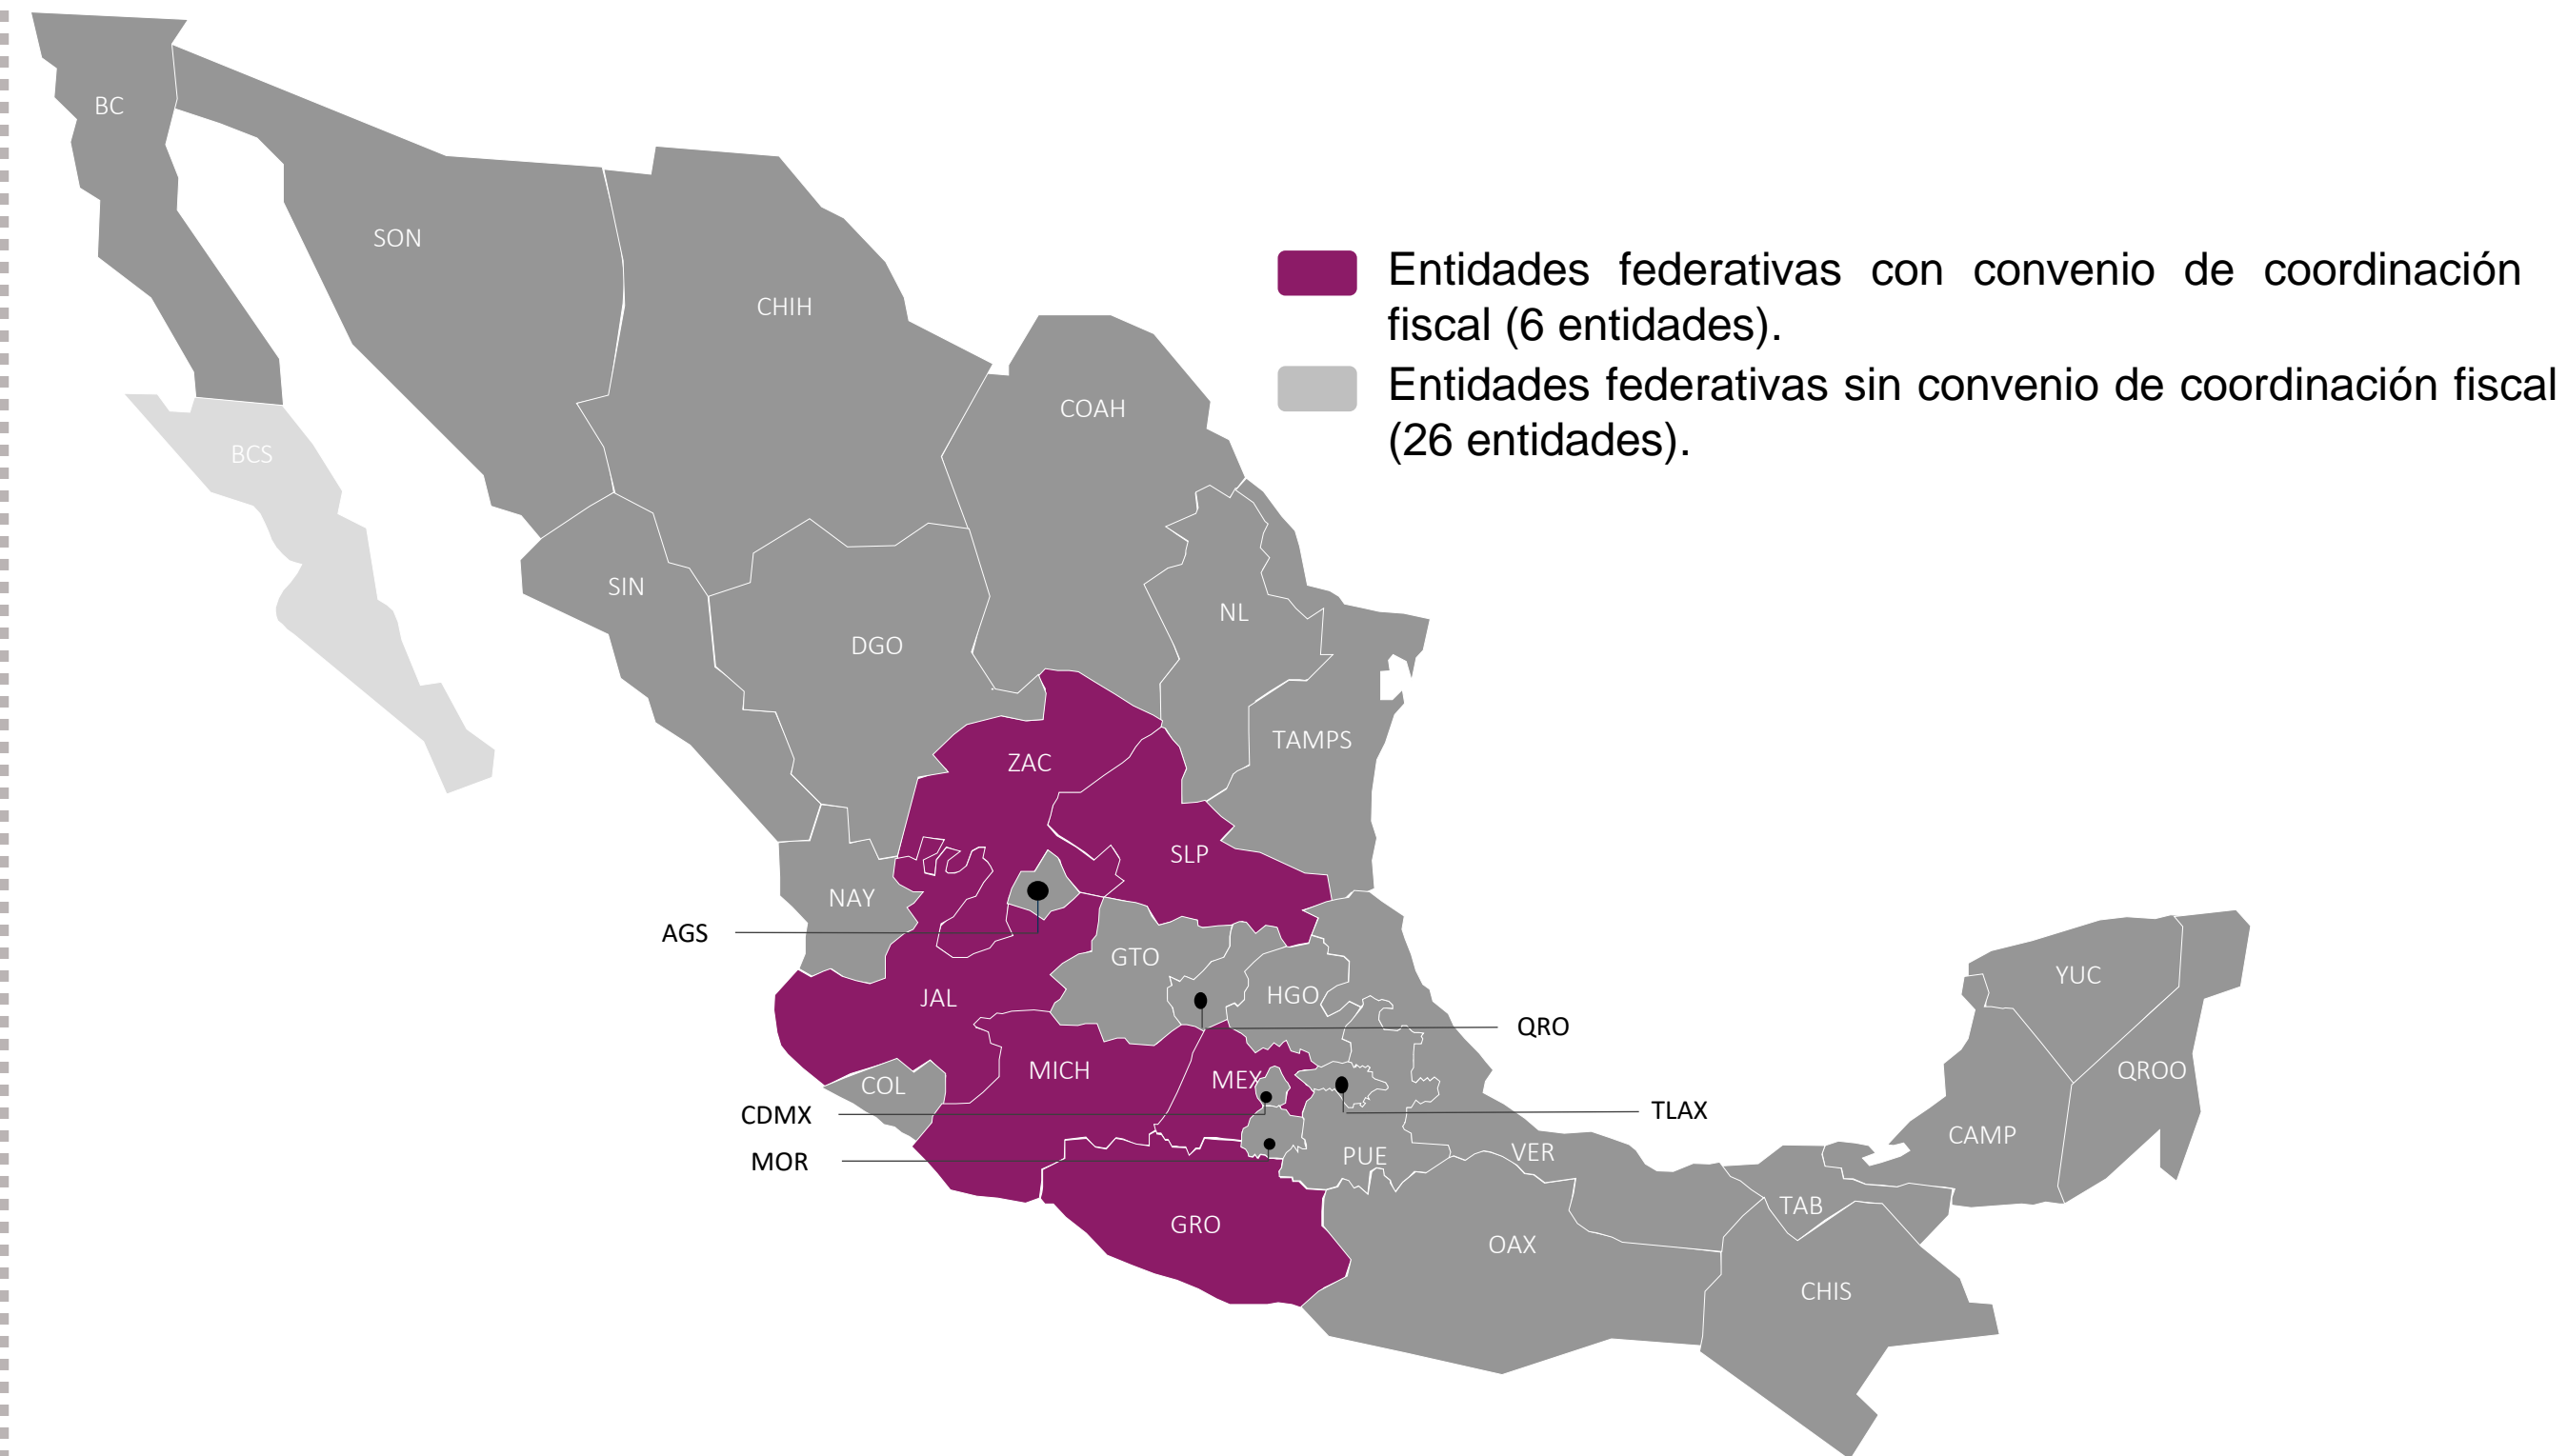 BC
SON
CHIH
Entidades federativas con convenio de coordinación
fiscal (6 entidades).
Entidades federativas sin convenio de coordinación fiscal
(26 entidades).
COAH
BCS
SIN
NL
DGO
TAMPS
ZAC
SLP
NAY
AGS
GTO
YUC
HGO
JAL
QRO
MICH
QROO
MEX
COL
TLAX
CDMX
CAMP
VER
PUE
MOR
TAB
GRO
OAX
CHIS